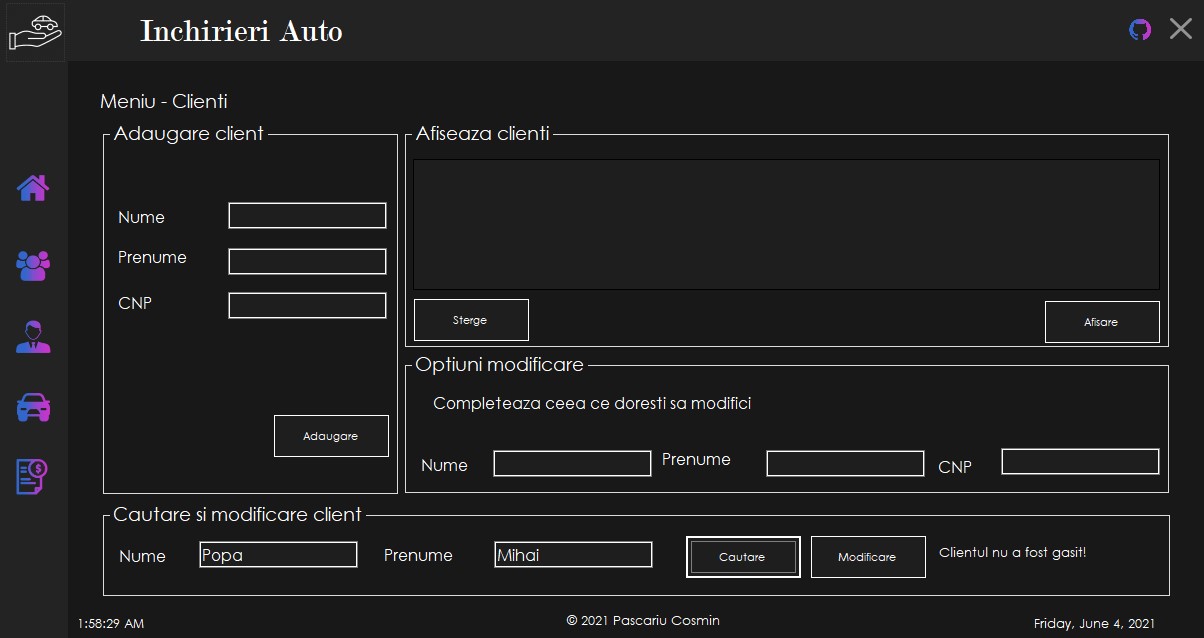 Inchirieri Auto
Meniu - Clienti
Adaugare client
Nume
Prenume
CNP
Adaugare
Afiseaza clienti
Sterge
Afisare
Optiuni modificare
Completeaza ceea ce doresti sa modifici
Nume
Prenume
CNP
Cautare si modificare client
Nume Popa Prenume Mihai Cautare Modificare Clientul nu a fost gasit!
1:58:29 AM © 2021 Pascariu Cosmin Friday, June 4, 2021